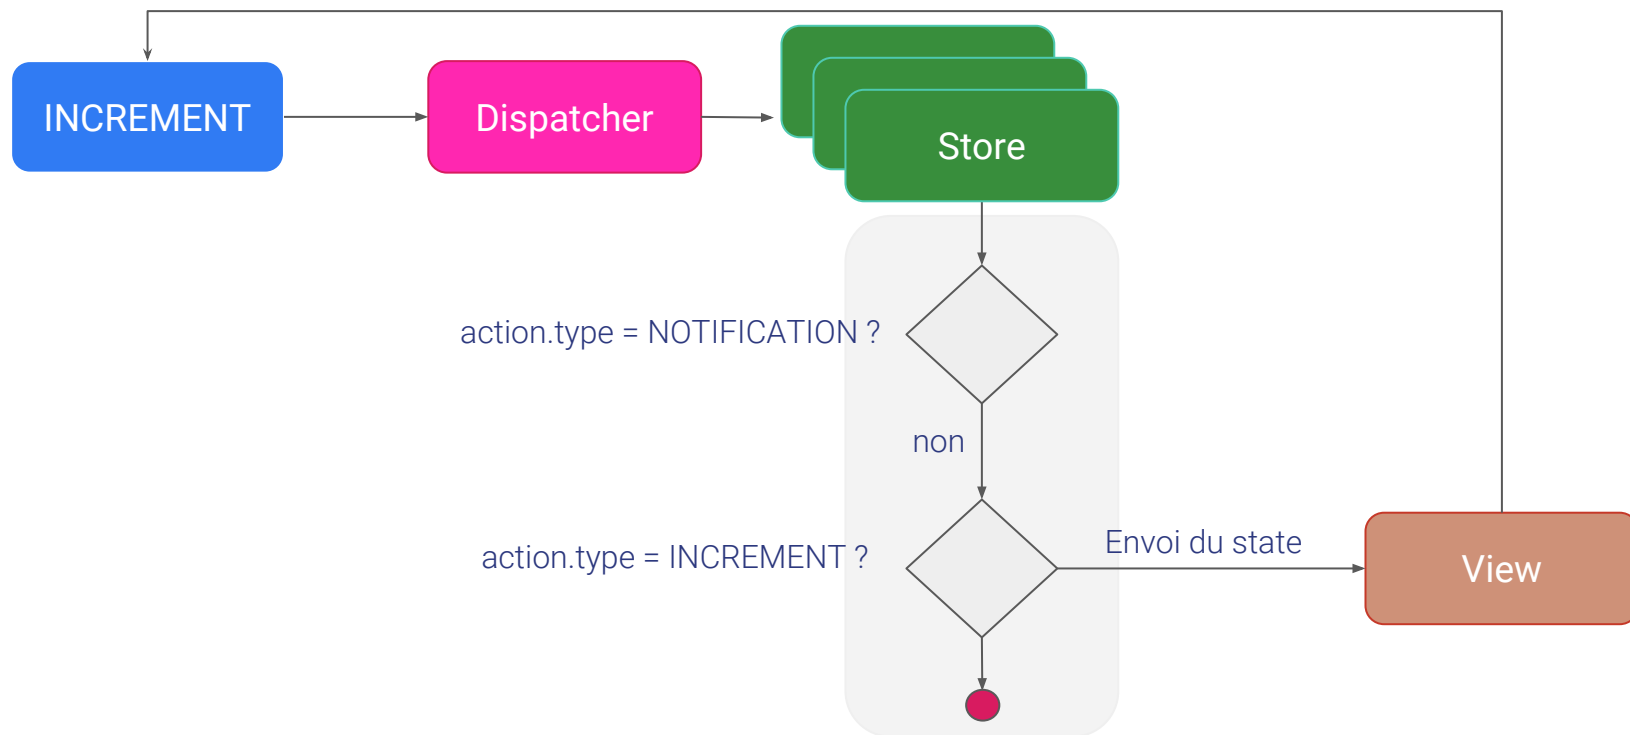 INCREMENT
Dispatcher
Store
action.type = NOTIFICATION ?
non
action.type = INCREMENT ?
Envoi du state
View